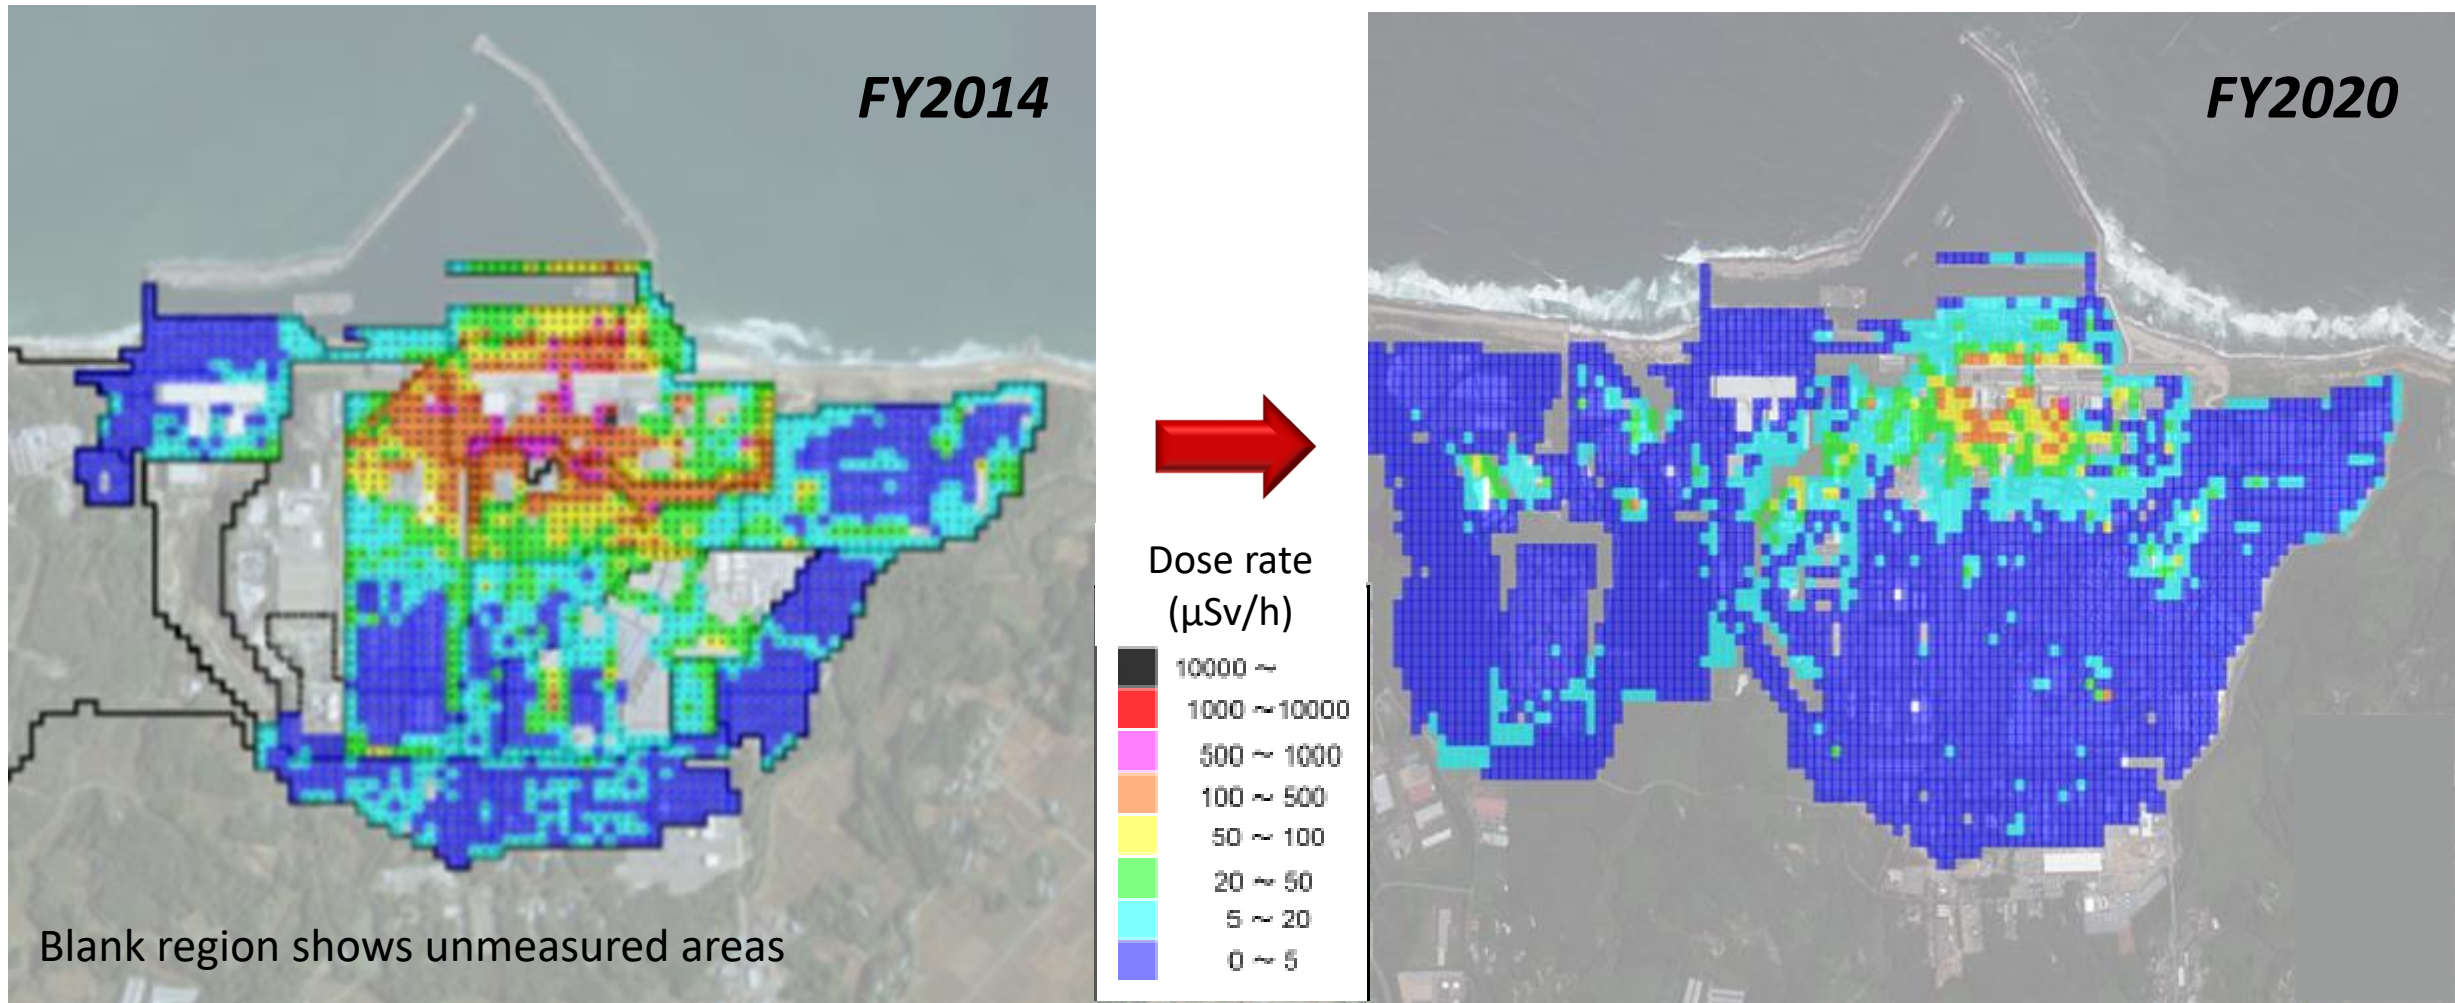 FY2014
FY2020
Dose rate
(μSv/h)
10000 ~
1000 ~10000
500 ~ 1000
100 ~ 500
50 ~ 100
20 ~ 50
5 ~ 20
0 ~ 5
Blank region shows unmeasured areas